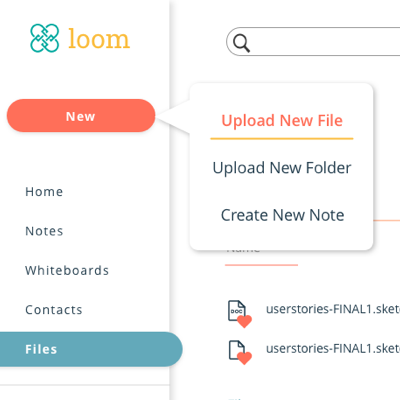 loom
New
Upload New File
Upload New Folder
Create New Note
Home
Notes
Whiteboards
Contacts
Files
Name
DOC
userstories-FINAL1.sket
userstories-FINAL1.sket